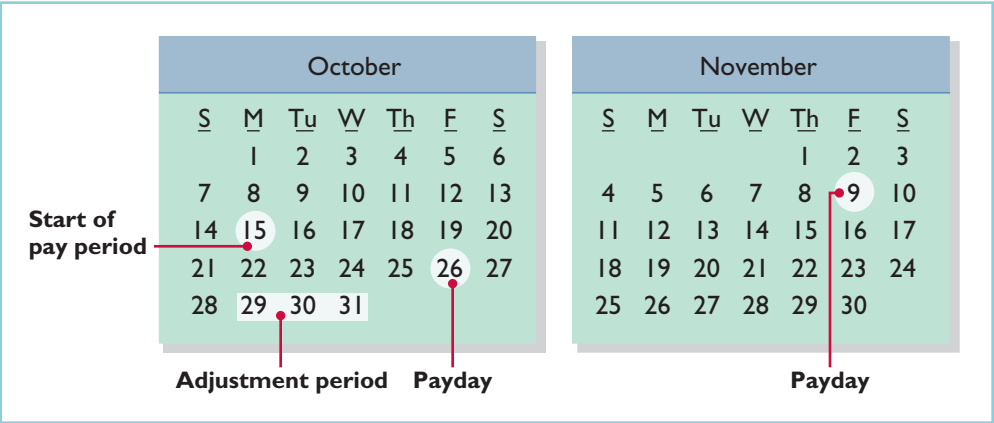 October
S M Tu W Th F S
1 2 3 4 5 6
7 8 9 10 11 12 13
14 15 16 17 18 19 20
21 22 23 24 25 26 27
28 29 30 31
November
S M Tu W Th F S
1 2 3
4 5 6 7 8 9 10
11 12 13 14 15 16 17
18 19 20 21 22 23 24
25 26 27 28 29 30
Start of
pay period
Adjustment period
Payday
Payday